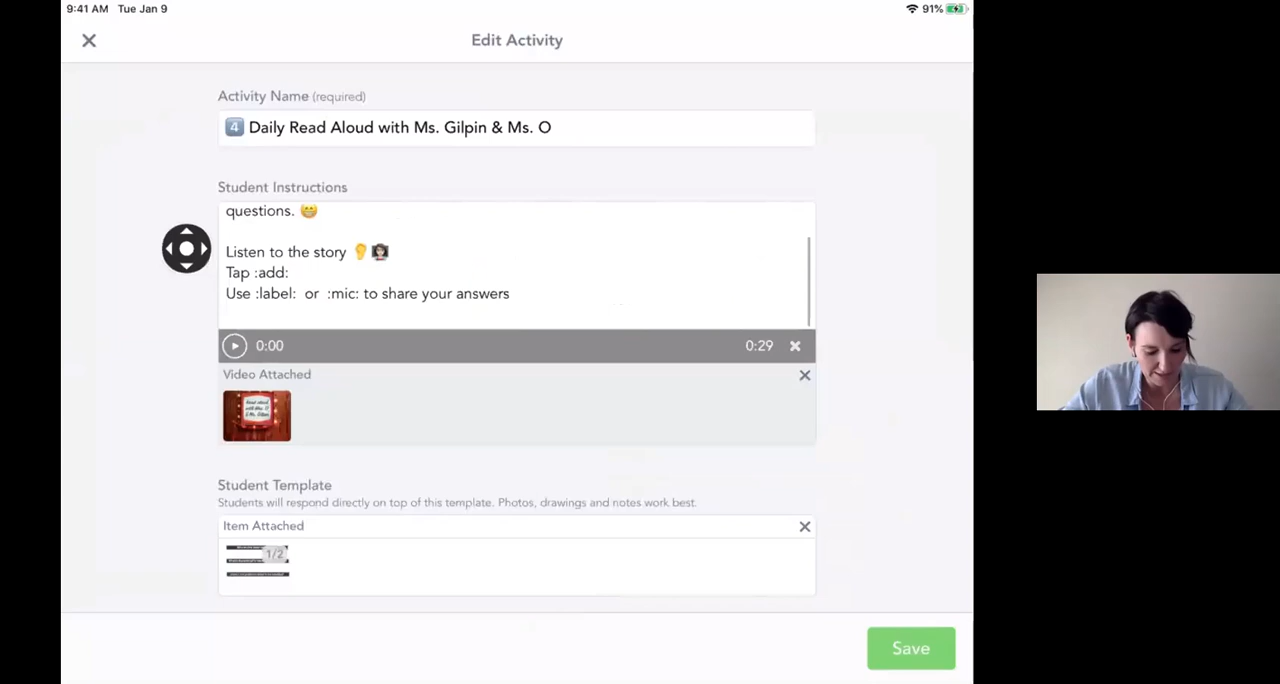 9:41 AM Tue Jan 9
91%
Edit Activity
Activity Name (required)
4 Daily Read Aloud with Ms. Gilpin & Ms. O
Student Instructions
questions. 😁
Listen to the story 👂👩‍🏫
Tap :add:
Use :label: or :mic: to share your answers
0:00
0:29
Video Attached
Student Template
Students will respond directly on top of this template. Photos, drawings and notes work best.
Item Attached
1/2
Save